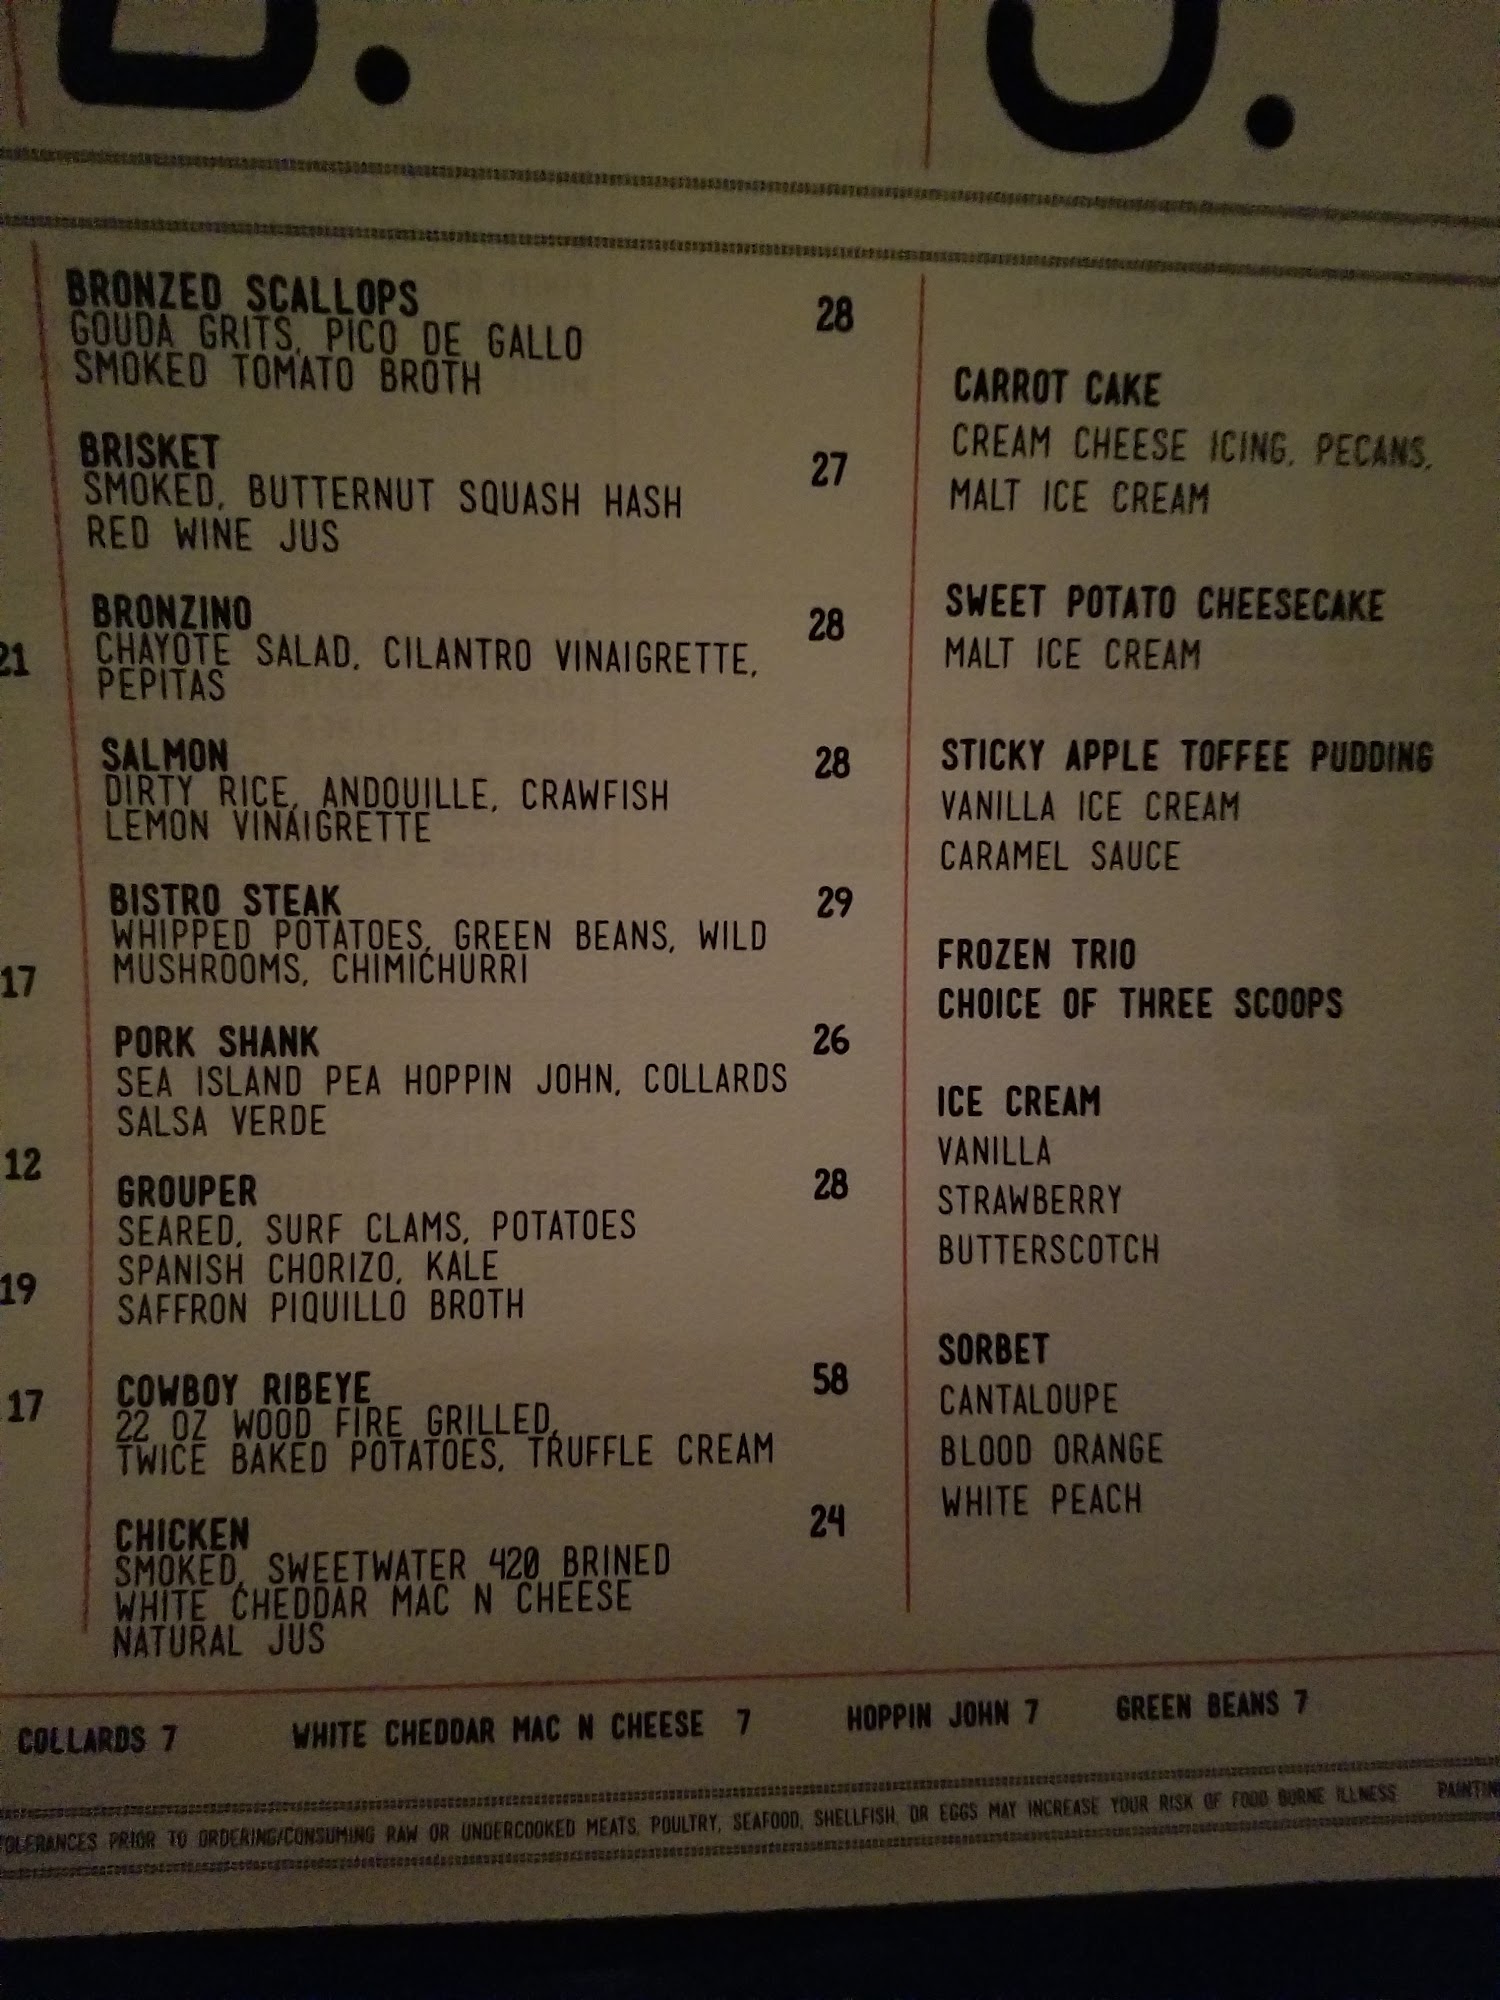 B.
BRONZED SCALLOPS 28
GOUDA GRITS, PICO DE GALLO
SMOKED TOMATO BROTH
BRISKET 27
SMOKED, BUTTERNUT SQUASH HASH
RED WINE JUS
BRONZINO 28
CHAYOTE SALAD, CILANTRO VINAIGRETTE,
PEPITAS
SALMON 28
DIRTY RICE, ANDOUILLE, CRAWFISH
LEMON VINAIGRETTE
BISTRO STEAK 29
WHIPPED POTATOES, GREEN BEANS, WILD
MUSHROOMS, CHIMICHURRI
PORK SHANK 26
SEA ISLAND PEA HOPPIN JOHN, COLLARDS
SALSA VERDE
GROUPER 28
SEARED, SURF CLAMS, POTATOES
SPANISH CHORIZO, KALE
SAFFRON PIQUILLO BROTH
COWBOY RIBEYE 58
22 OZ WOOD FIRE GRILLED,
TWICE BAKED POTATOES, TRUFFLE CREAM
CHICKEN 24
SMOKED, SWEETWATER 420 BRINED
WHITE CHEDDAR MAC N CHEESE
NATURAL JUS
21
17
12
19
17
CARROT CAKE
CREAM CHEESE ICING, PECANS,
MALT ICE CREAM
SWEET POTATO CHEESECAKE
MALT ICE CREAM
STICKY APPLE TOFFEE PUDDING
VANILLA ICE CREAM
CARAMEL SAUCE
FROZEN TRIO
CHOICE OF THREE SCOOPS
ICE CREAM
VANILLA
STRAWBERRY
BUTTERSCOTCH
SORBET
CANTALOUPE
BLOOD ORANGE
WHITE PEACH
COLLARDS 7 WHITE CHEDDAR MAC N CHEESE 7 HOPPIN JOHN 7 GREEN BEANS 7
TOLERANCES PRIOR TO ORDERING/CONSUMING RAW OR UNDERCOOKED MEATS, POULTRY, SEAFOOD, SHELLFISH, OR EGGS MAY INCREASE YOUR RISK OF FOOD BORNE ILLNESS